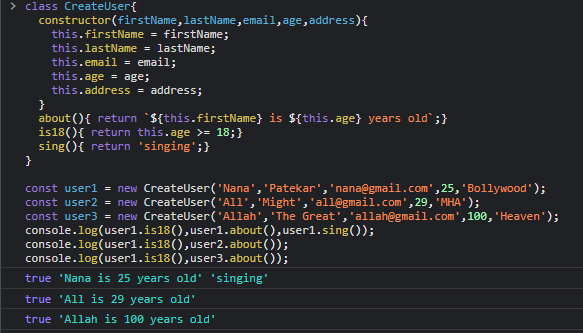 class CreateUser{
constructor(firstName,lastName,email,age,address){
this.firstName = firstName;
this.lastName = lastName;
this.email = email;
this.age = age;
this.address = address;
}
about(){ return `${this.firstName} is ${this.age} years old`;}
is18(){ return this.age >= 18;}
sing(){ return 'singing';}
}
const user1 = new CreateUser('Nana','Patekar','nana@gmail.com',25,'Bollywood');
const user2 = new CreateUser('All','Might','all@gmail.com',29,'MHA');
const user3 = new CreateUser('Allah','The Great','allah@gmail.com',100,'Heaven');
console.log(user1.is18(),user1.about(),user1.sing());
console.log(user1.is18(),user2.about());
console.log(user1.is18(),user3.about());
true 'Nana is 25 years old' 'singing'
true 'All is 29 years old'
true 'Allah is 100 years old'